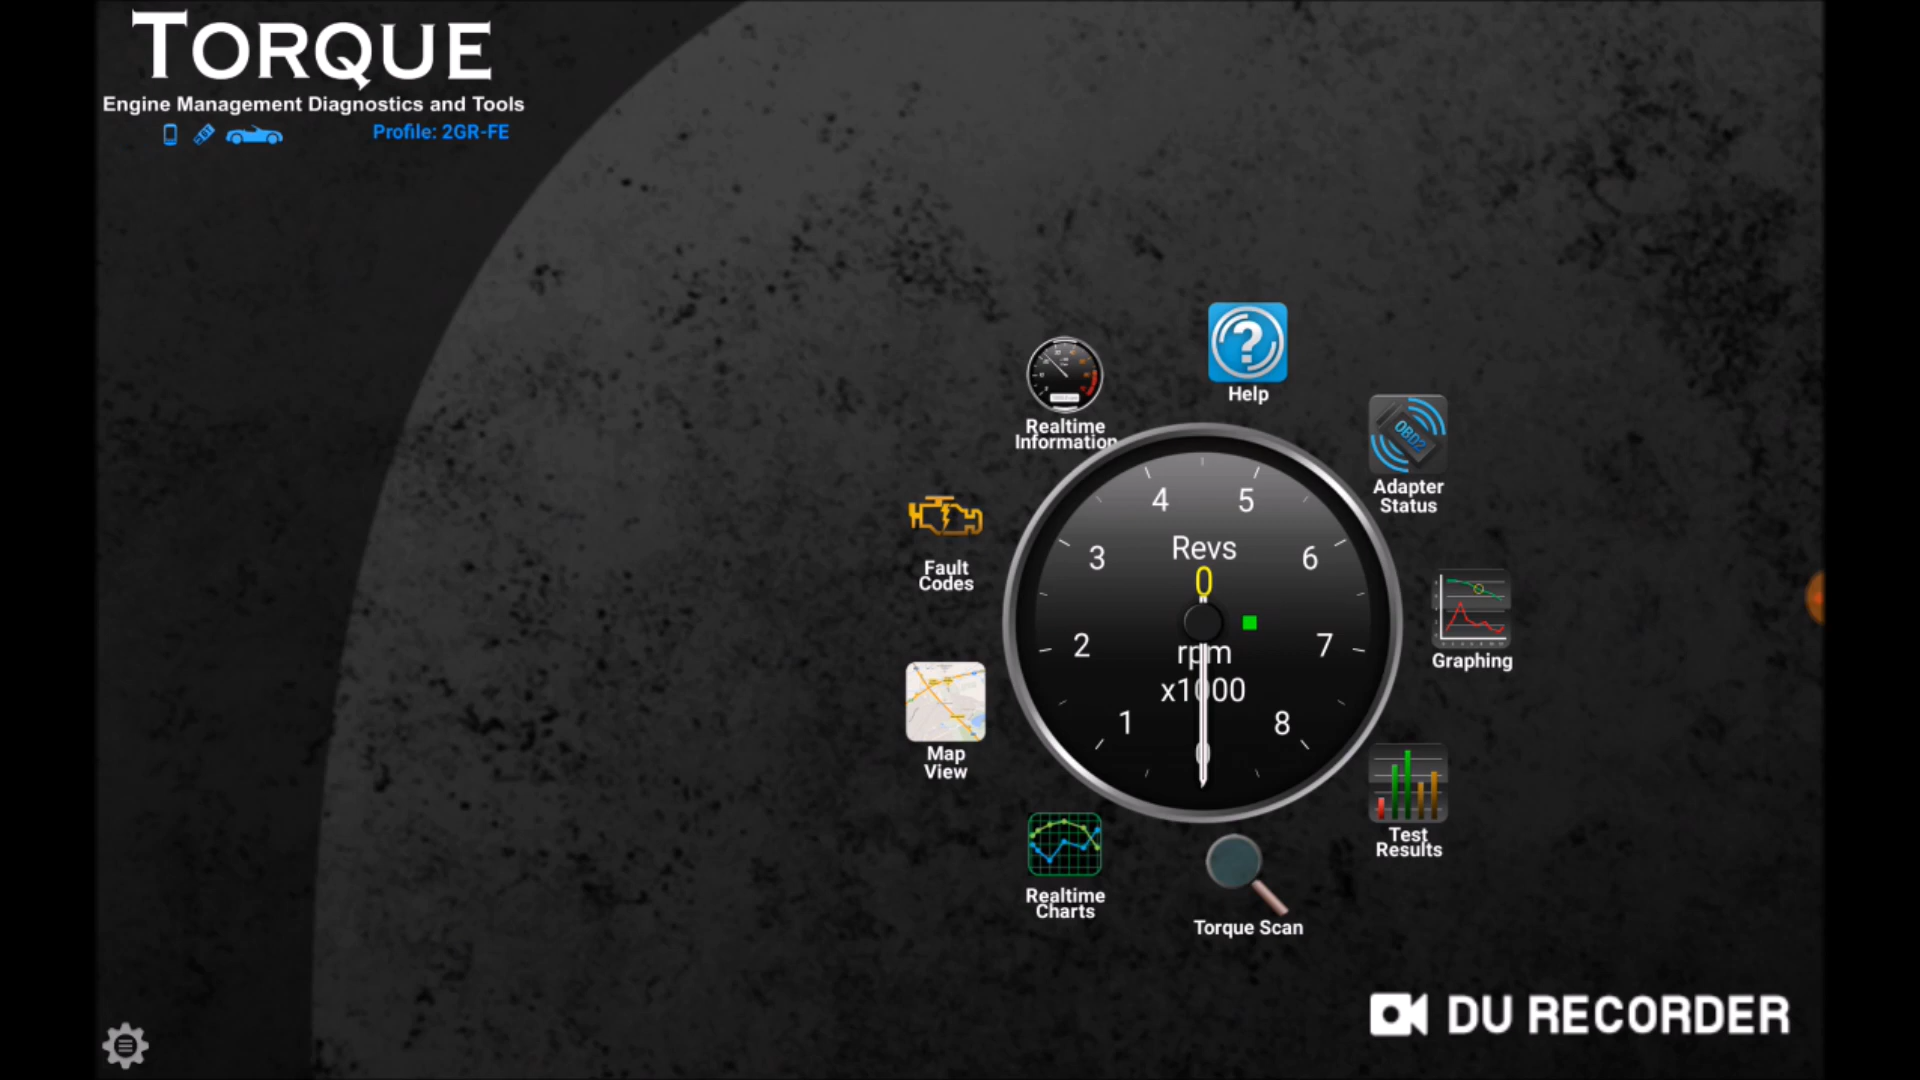 TORQUE
Engine Management Diagnostics and Tools
Profile: 2GR-FE
Help
Realtime
Information
OBD2
Adapter
Status
4 5
3 6
Revs
0
Fault
Codes
2 7
rpm
x1000
Graphing
1 8
0
Map
View
Test
Results
Realtime
Charts
Torque Scan
DU RECORDER